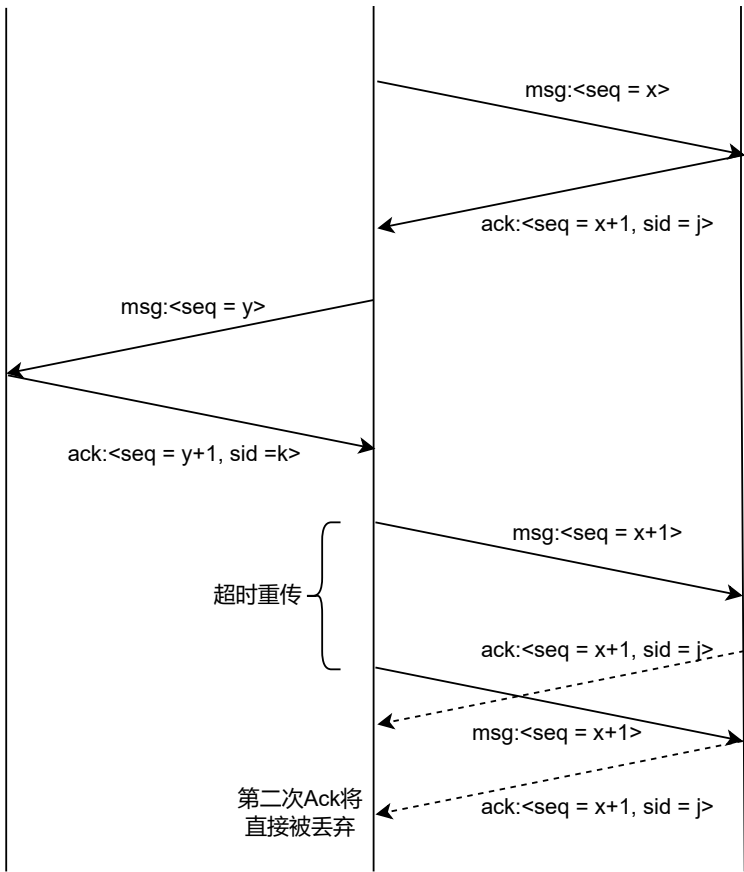 msg:<seq = x>
ack:<seq = x+1, sid = j>
msg:<seq = y>
ack:<seq = y+1, sid =k>
msg:<seq = x+1>
超时重传
ack:<seq = x+1, sid = j>
msg:<seq = x+1>
第二次Ack将
直接被丢弃
ack:<seq = x+1, sid = j>